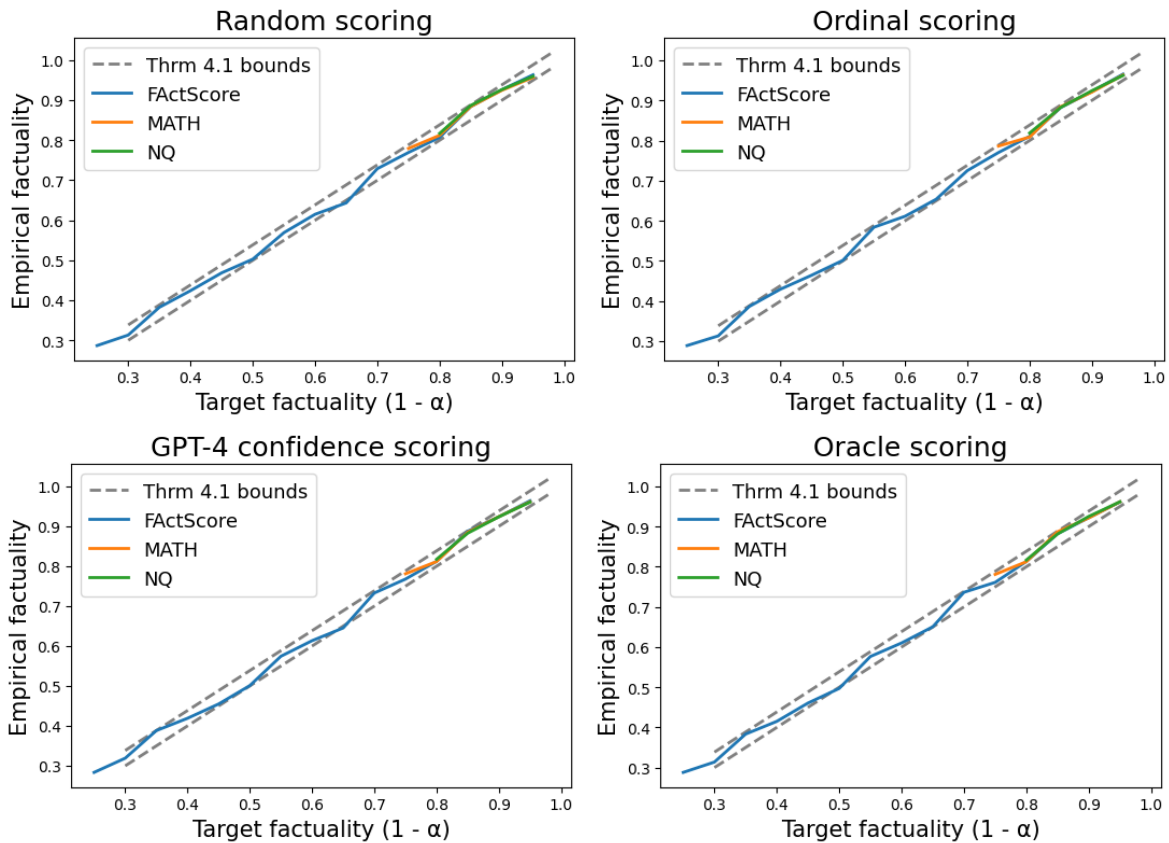 Random scoring
Empirical factuality
1.0
0.9
0.8
0.7
0.6
0.5
0.4
0.3
Thrm 4.1 bounds
FActScore
MATH
NQ
0.3 0.4 0.5 0.6 0.7 0.8 0.9 1.0
Target factuality (1 - α)
Ordinal scoring
Empirical factuality
1.0
0.9
0.8
0.7
0.6
0.5
0.4
0.3
Thrm 4.1 bounds
FActScore
MATH
NQ
0.3 0.4 0.5 0.6 0.7 0.8 0.9 1.0
Target factuality (1 - α)
GPT-4 confidence scoring
Empirical factuality
1.0
0.9
0.8
0.7
0.6
0.5
0.4
0.3
Thrm 4.1 bounds
FActScore
MATH
NQ
0.3 0.4 0.5 0.6 0.7 0.8 0.9 1.0
Target factuality (1 - α)
Oracle scoring
Empirical factuality
1.0
0.9
0.8
0.7
0.6
0.5
0.4
0.3
Thrm 4.1 bounds
FActScore
MATH
NQ
0.3 0.4 0.5 0.6 0.7 0.8 0.9 1.0
Target factuality (1 - α)